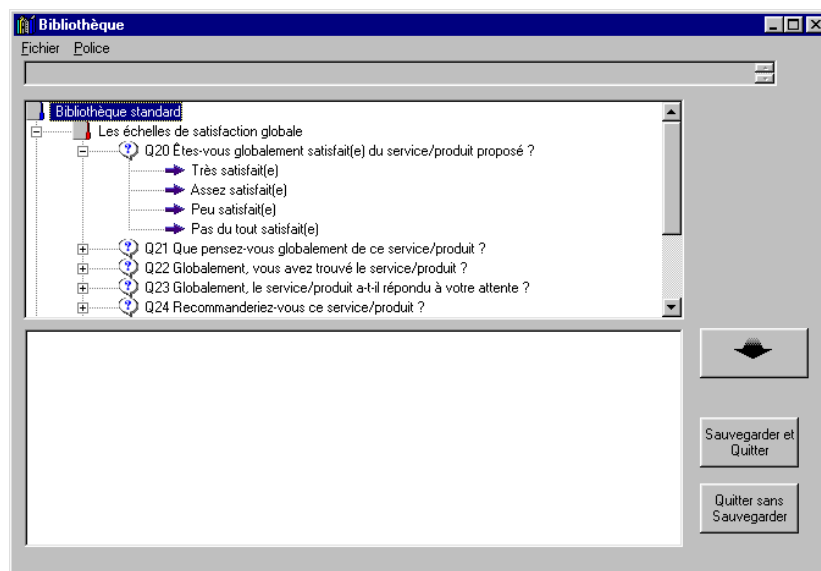 Bibliothèque
Fichier Police
Bibliothèque standard
Les échelles de satisfaction globale
Q20 Êtes-vous globalement satisfait(e) du service/produit proposé ?
Très satisfait(e)
Assez satisfait(e)
Peu satisfait(e)
Pas du tout satisfait(e)
Q21 Que pensez-vous globalement de ce service/produit ?
Q22 Globalement, vous avez trouvé le service/produit ?
Q23 Globalement, le service/produit a-t-il répondu à votre attente ?
Q24 Recommanderiez-vous ce service/produit ?
Sauvegarder et
Quitter
Quitter sans
Sauvegarder